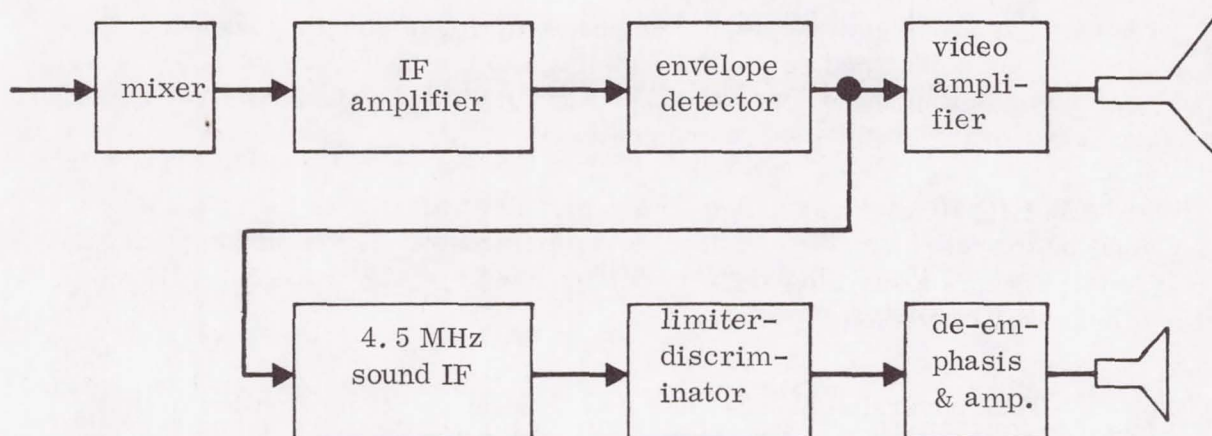 mixer
IF
amplifier
envelope
detector
video
ampli-
fier
4.5 MHz
sound IF
limiter-
discrim-
inator
de-em-
phasis
& amp.